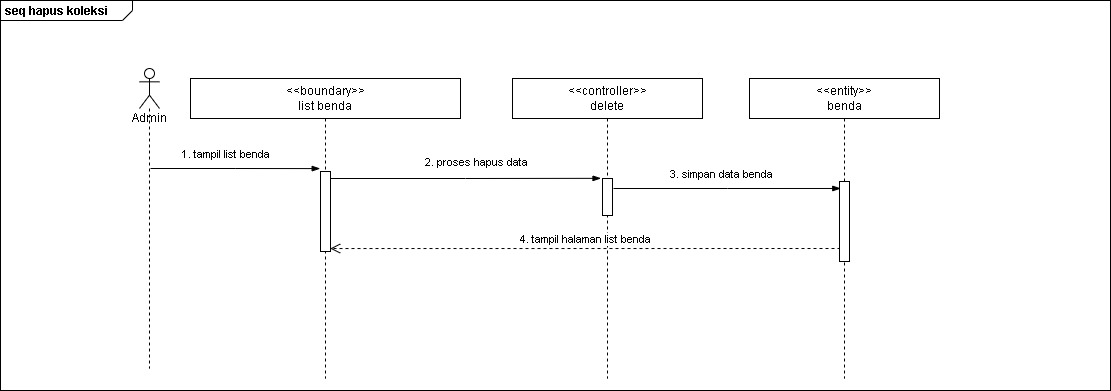 seq hapus koleksi
Admin
<<boundary>>
list benda
<<controller>>
delete
<<entity>>
benda
1. tampil list benda
2. proses hapus data
3. simpan data benda
4. tampil halaman list benda